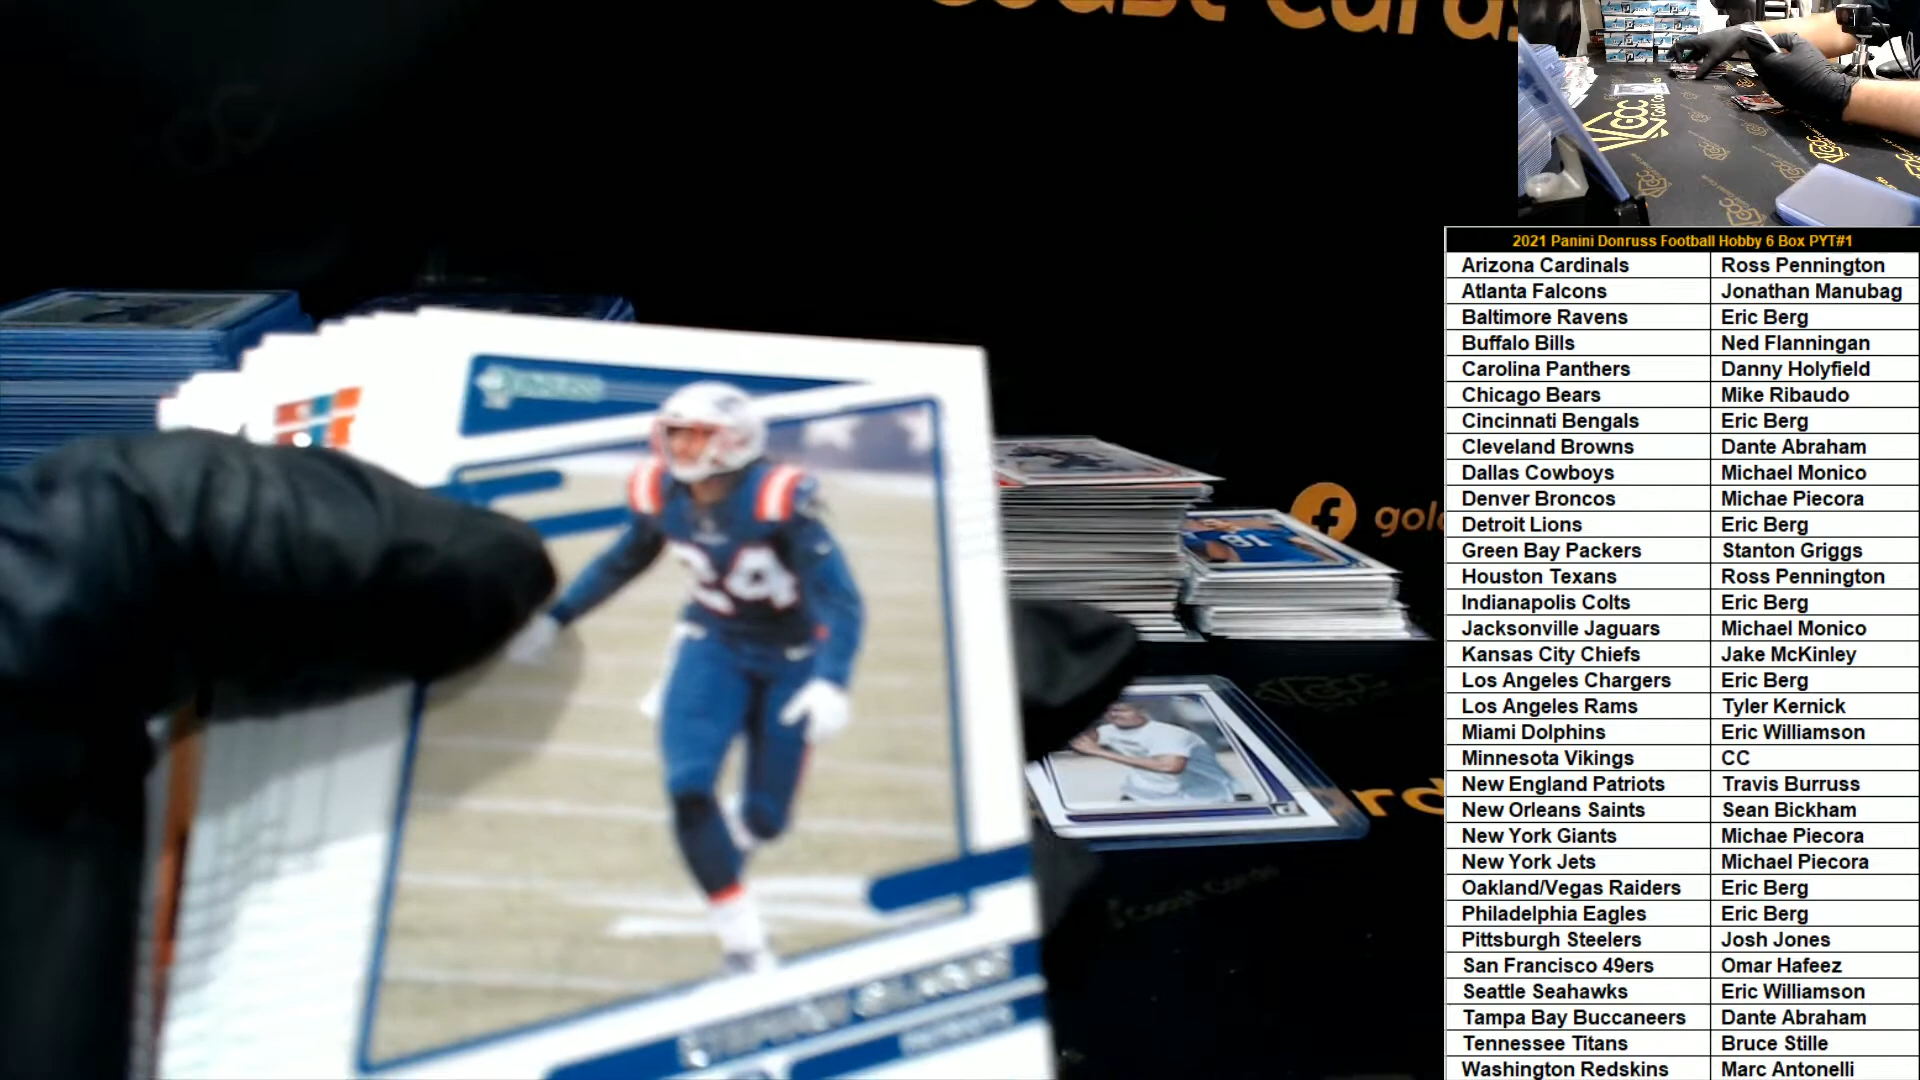 Coast Cards
GCC
2021 Panini Donruss Football Hobby 6 Box PYT#1
Arizona Cardinals Ross Pennington
Atlanta Falcons Jonathan Manubag
Baltimore Ravens Eric Berg
Buffalo Bills Ned Flanningan
Carolina Panthers Danny Holyfield
Chicago Bears Mike Ribaudo
Cincinnati Bengals Eric Berg
Cleveland Browns Dante Abraham
Dallas Cowboys Michael Monico
Denver Broncos Michae Piecora
Detroit Lions Eric Berg
Green Bay Packers Stanton Griggs
Houston Texans Ross Pennington
Indianapolis Colts Eric Berg
Jacksonville Jaguars Michael Monico
Kansas City Chiefs Jake McKinley
Los Angeles Chargers Eric Berg
Los Angeles Rams Tyler Kernick
Miami Dolphins Eric Williamson
Minnesota Vikings CC
New England Patriots Travis Burruss
New Orleans Saints Sean Bickham
New York Giants Michae Piecora
New York Jets Michael Piecora
Oakland/Vegas Raiders Eric Berg
Philadelphia Eagles Eric Berg
Pittsburgh Steelers Josh Jones
San Francisco 49ers Omar Hafeez
Seattle Seahawks Eric Williamson
Tampa Bay Buccaneers Dante Abraham
Tennessee Titans Bruce Stille
Washington Redskins Marc Antonelli
24
91
f gold